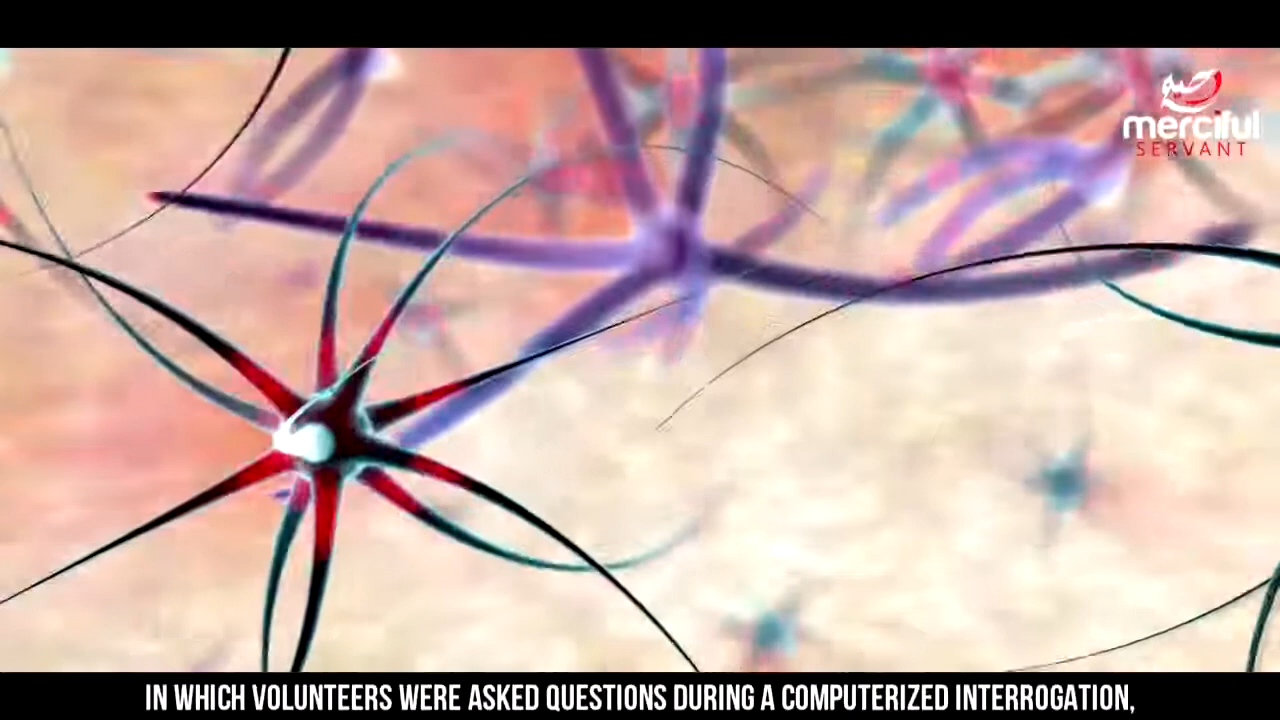 merciful
SERVANT
IN WHICH VOLUNTEERS WERE ASKED QUESTIONS DURING A COMPUTERIZED INTERROGATION,